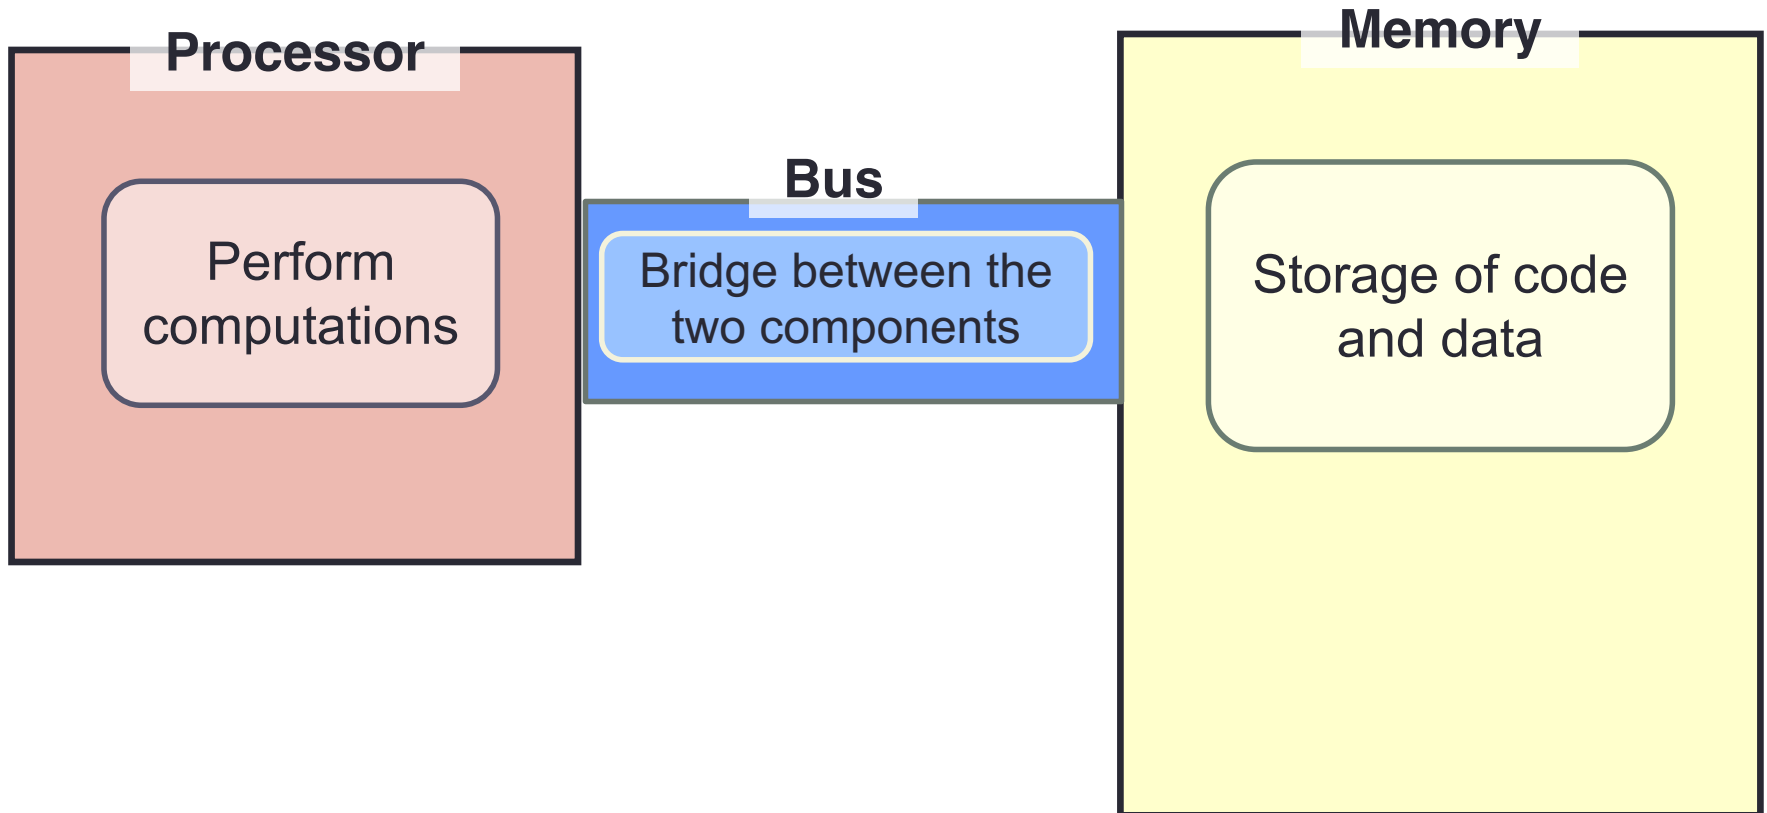 Processor
Perform
computations
Bus
Bridge between the
two components
Memory
Storage of code
and data